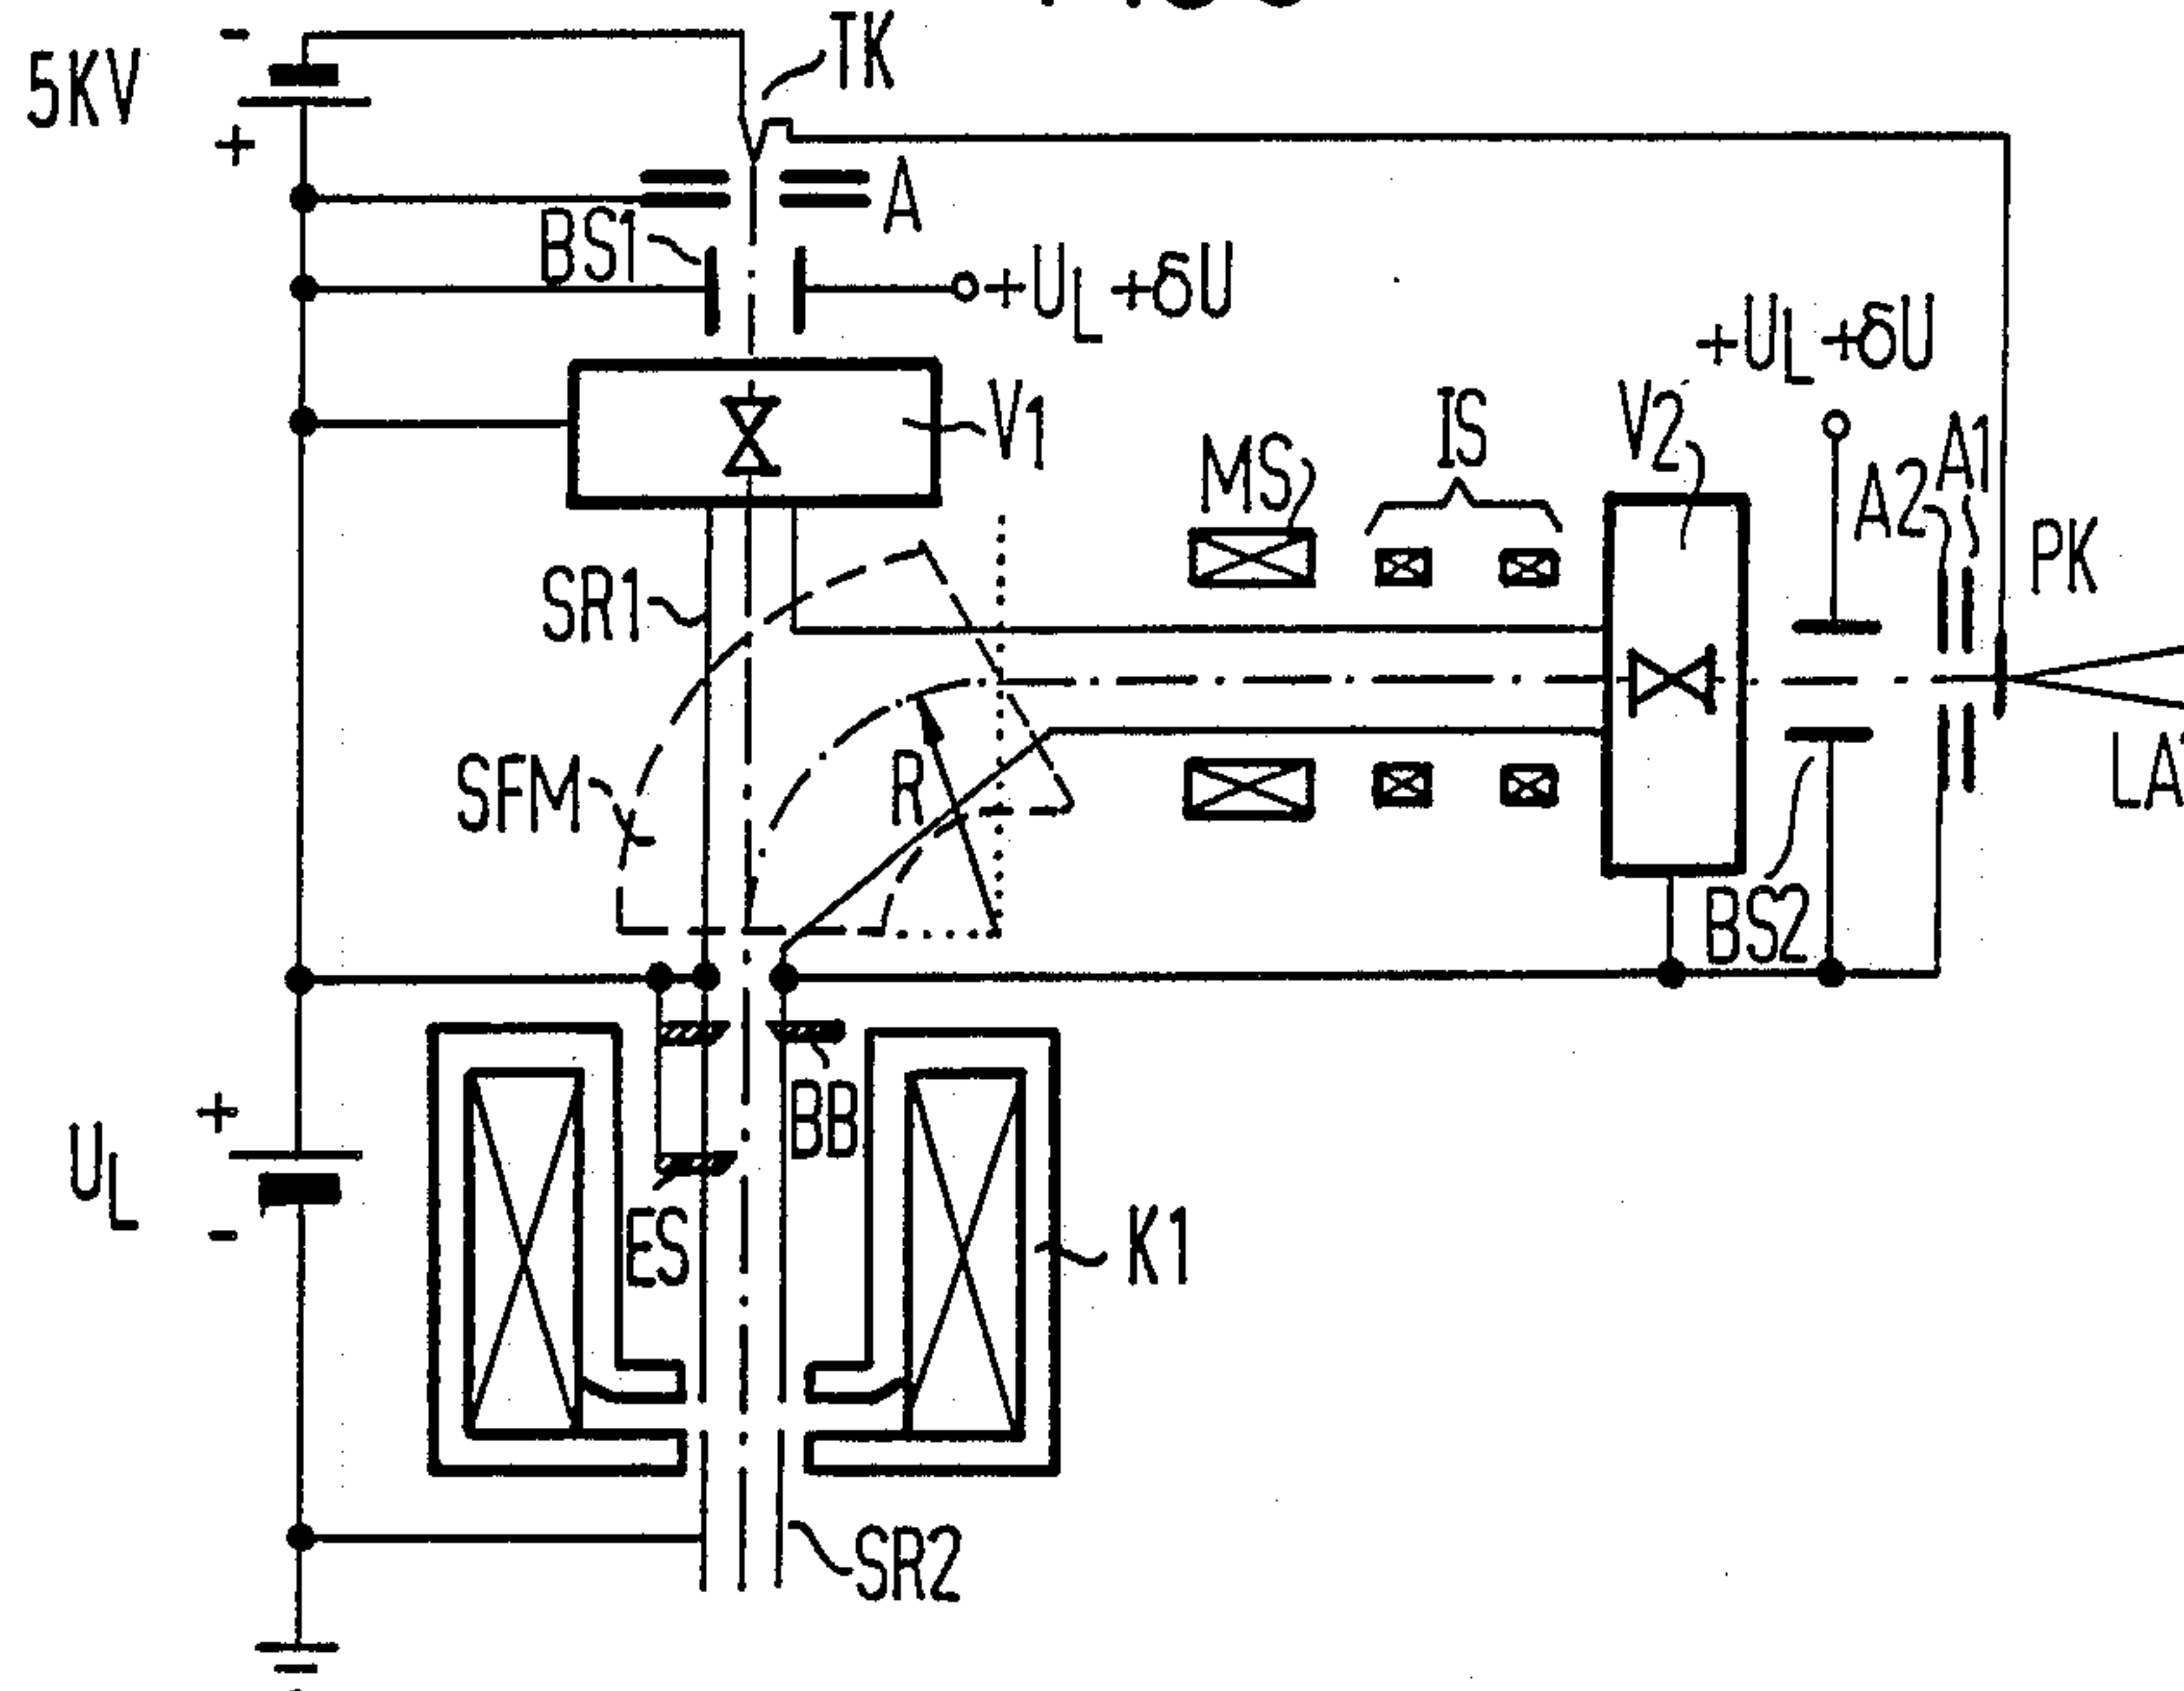 TK
-
5KV
+
A
BS1
+UL+δU
+UL+δU
V1
IS
V2
MS
A1
A2
PK
SR1
SFM
R
LA
BS2
BB
+
UL
-
ES
K1
SR2